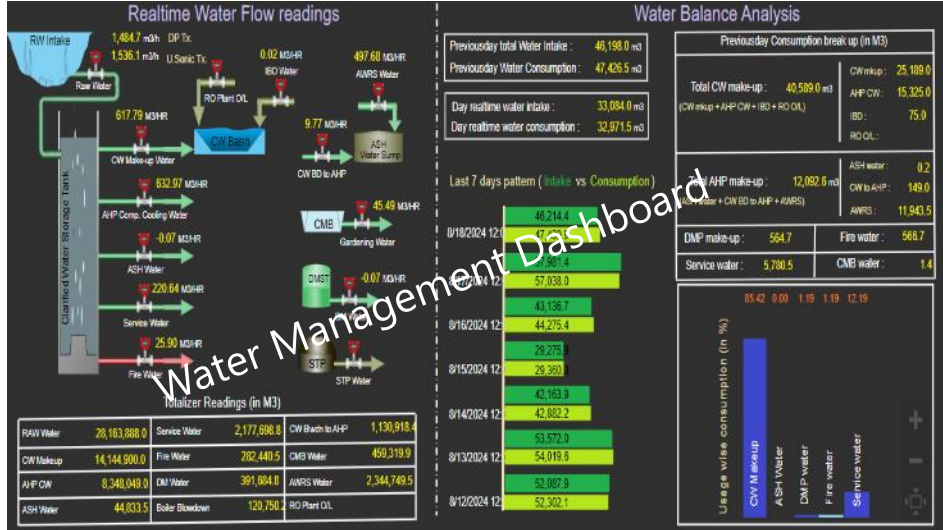 Realtime Water Flow readings
RW Intake
1,484.7 m3/h DP Tx.
1,536.1 m3/h U.Sonic Tx.
Raw Water
0.02 M3/HR
IBD Water
497.68 M3/HR
AWRS Water
RO Plant O/L
617.79 M3/HR
CW Make-up Water
CW Basin
9.77 M3/HR
CW BD to AHP
ASH
Water Sump
Clarified Water Storage Tank
632.97 M3/HR
AHP Comp. Cooling Water
-0.07 M3/HR
ASH Water
220.64 M3/HR
Service Water
25.90 M3/HR
Fire Water
CMB
45.49 M3/HR
Gardening Water
DMST
-0.07 M3/HR
STP
STP Water
Totalizer Readings (in M3)
RAW Water 28,163,888.0 Service Water 2,177,698.8 CW Blwdn to AHP 1,130,918.4
CW Makeup 14,144,900.0 Fire Water 282,440.5 CMB Water 459,319.9
AHP CW 8,348,049.0 DM Water 391,684.8 AWRS Water 2,344,749.5
ASH Water 44,833.5 Boiler Blowdown 120,750.2 RO Plant O/L
Water Balance Analysis
Previousday total Water Intake : 46,198.0 m3
Previousday Water Consumption : 47,426.5 m3
Day realtime water intake : 33,084.0 m3
Day realtime water consumption : 32,971.5 m3
Last 7 days pattern ( Intake vs Consumption )
8/18/2024 12:0
46,214.4
8/17/2024 12:
57,038.0
8/16/2024 12:
43,136.7
44,275.4
8/15/2024 12:
29,275.9
29,360.0
8/14/2024 12:
42,163.9
42,882.2
8/13/2024 12:
53,572.0
54,019.6
8/12/2024 12:
52,087.9
52,302.1
Previousday Consumption break up (in M3)
Total CW make-up : 40,589.0 m3
(CW mkup + AHP CW + IBD + RO O/L)
CW mkup : 25,189.0
AHP CW : 15,325.0
IBD : 75.0
RO O/L :
Total AHP make-up : 12,092.6 m3
(ASH water + CW BD to AHP + AWRS)
ASH water : 0.2
CW to AHP : 149.0
AWRS : 11,943.5
DMP make-up : 564.7 Fire water : 566.7
Service water : 5,780.5 CMB water : 1.4
85.42 0.00 1.19 1.19 12.19
Usage wise consumption (in %)
CW Makeup
ASH Water
DMP water
Fire water
Service water
Water Management Dashboard